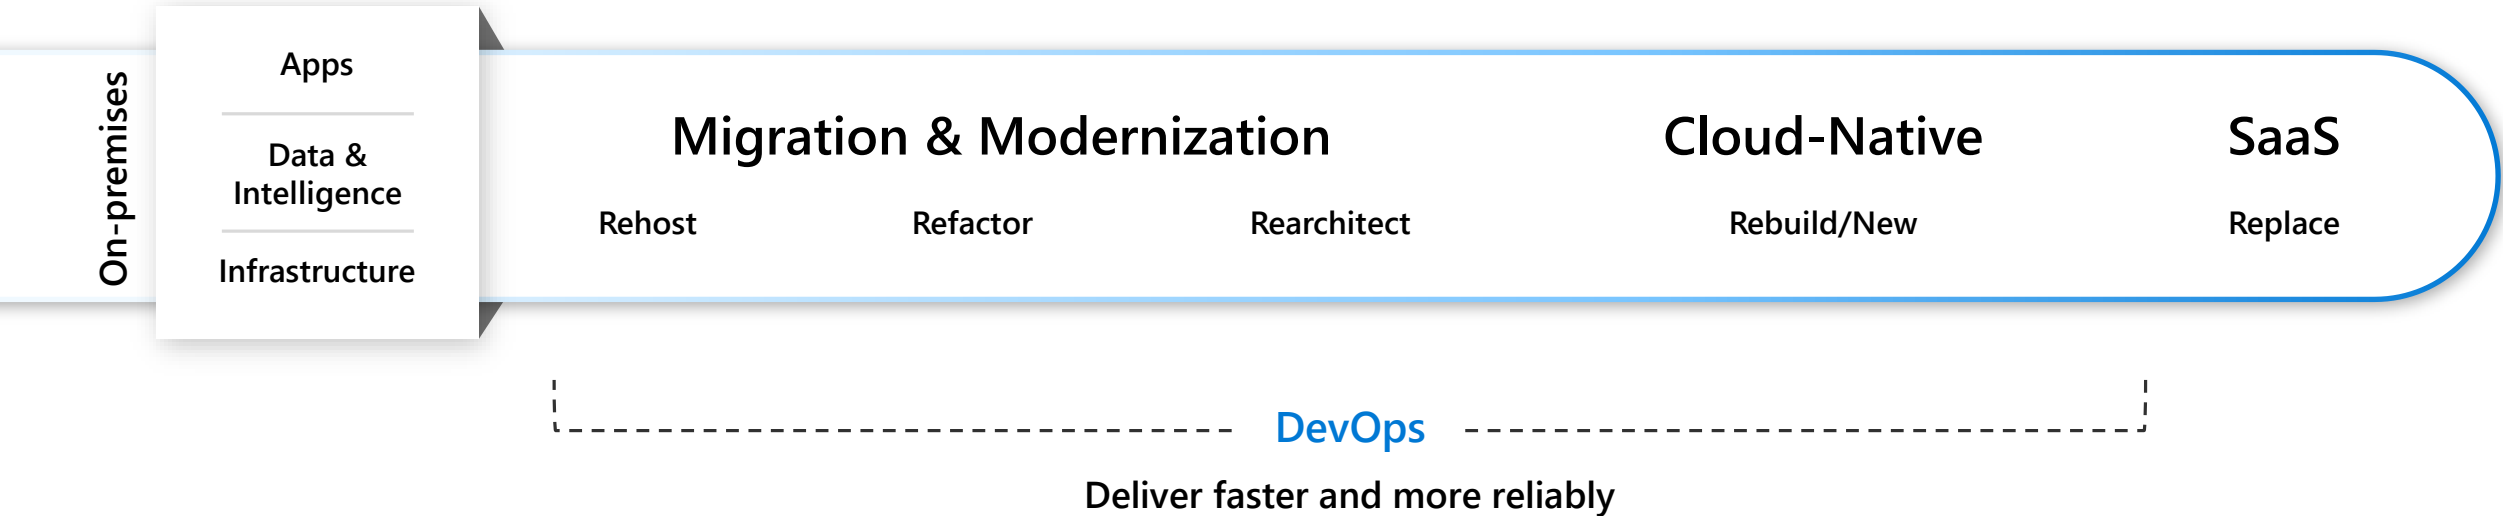 On-premises
Apps
Data &
Intelligence
Infrastructure
Migration & Modernization
Rehost
Refactor
Rearchitect
Cloud-Native
Rebuild/New
SaaS
Replace
DevOps
Deliver faster and more reliably